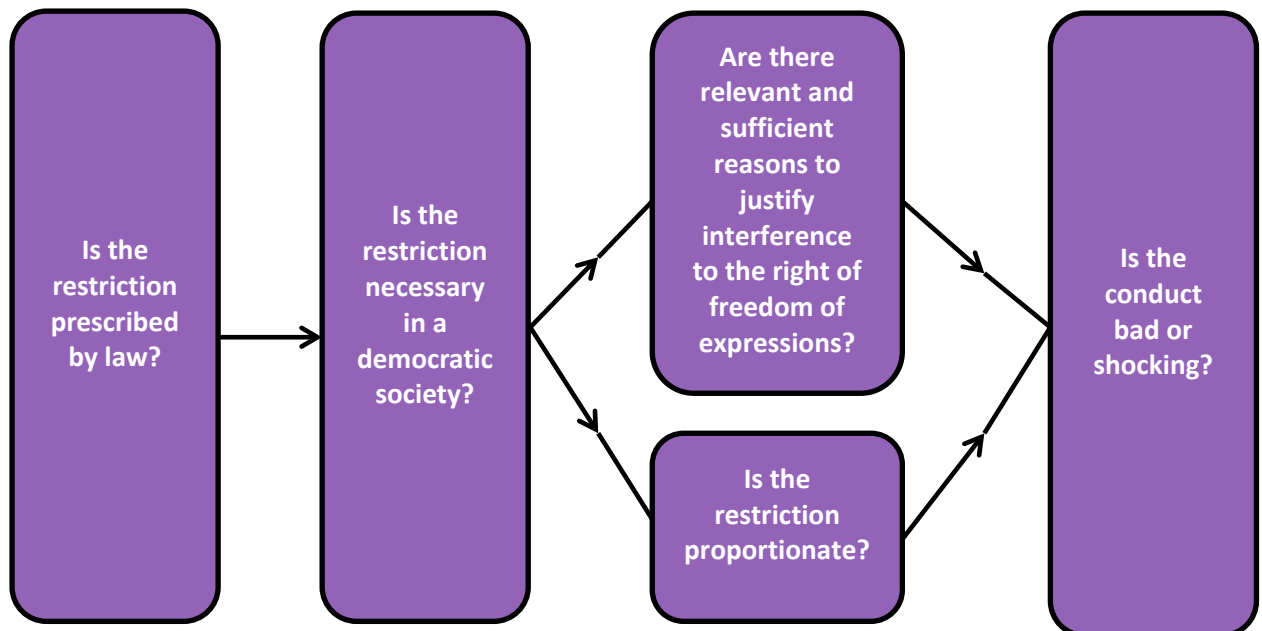 Is the
restriction
prescribed
by law?
Is the
restriction
necessary
in a
democratic
society?
Are there
relevant and
sufficient
reasons to
justify
interference
to the right of
freedom of
expressions?
Is the
restriction
proportionate?
Is the
conduct
bad or
shocking?